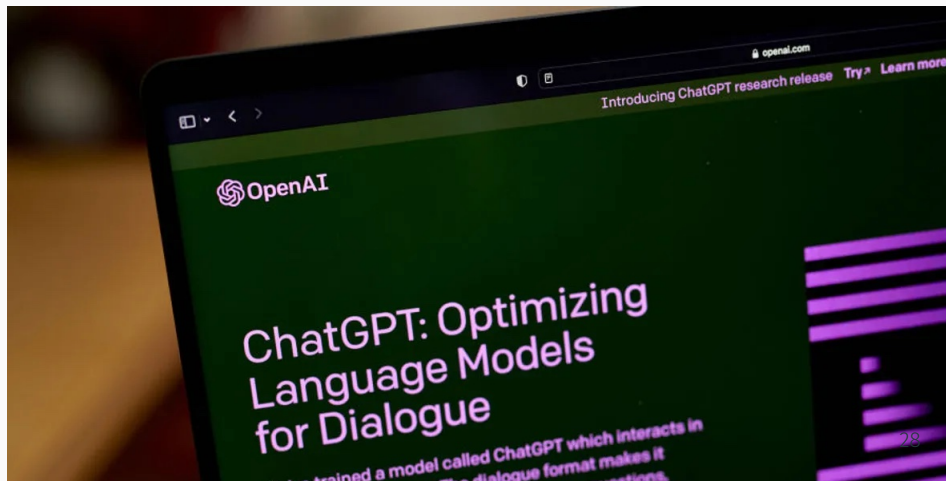 openai.com
Introducing ChatGPT research release Try↗ Learn more
OpenAI
ChatGPT: Optimizing
Language Models
for Dialogue
trained a model called ChatGPT which interacts in
The dialogue format makes it
28